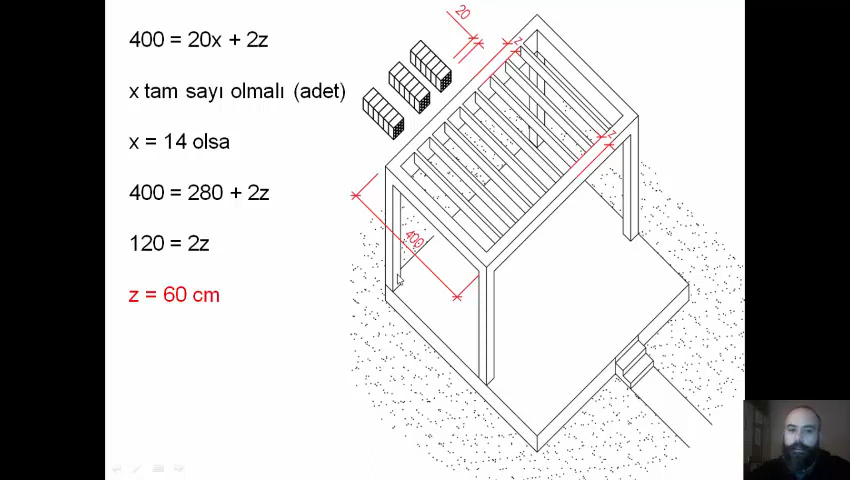 400 = 20x + 2z
x tam sayı olmalı (adet)
x = 14 olsa
400 = 280 + 2z
120 = 2z
z = 60 cm
20
z
z
400